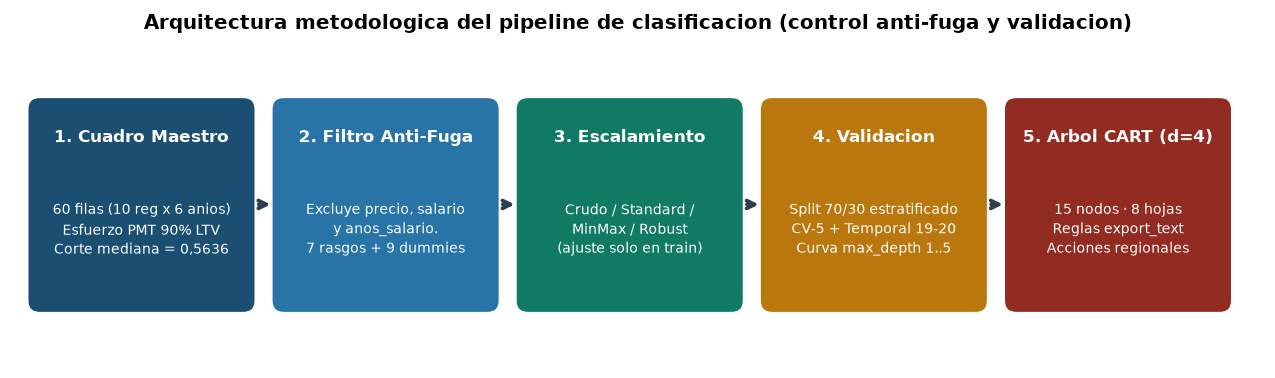 Arquitectura metodologica del pipeline de clasificacion (control anti-fuga y validacion)
1. Cuadro Maestro
60 filas (10 reg x 6 anios)
Esfuerzo PMT 90% LTV
Corte mediana = 0,5636
2. Filtro Anti-Fuga
Excluye precio, salario
y anos_salario.
7 rasgos + 9 dummies
3. Escalamiento
Crudo / Standard /
MinMax / Robust
(ajuste solo en train)
4. Validacion
Split 70/30 estratificado
CV-5 + Temporal 19-20
Curva max_depth 1..5
5. Arbol CART (d=4)
15 nodos · 8 hojas
Reglas export_text
Acciones regionales